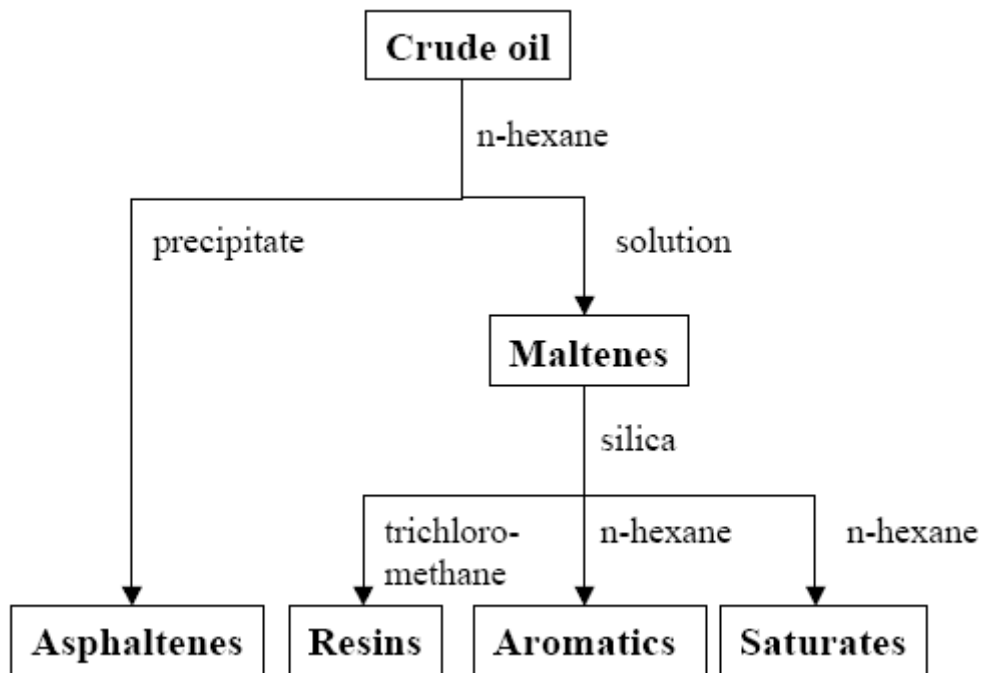 Crude oil
n-hexane
precipitate
solution
Maltenes
silica
trichloro-
methane
n-hexane
n-hexane
Asphaltenes
Resins
Aromatics
Saturates